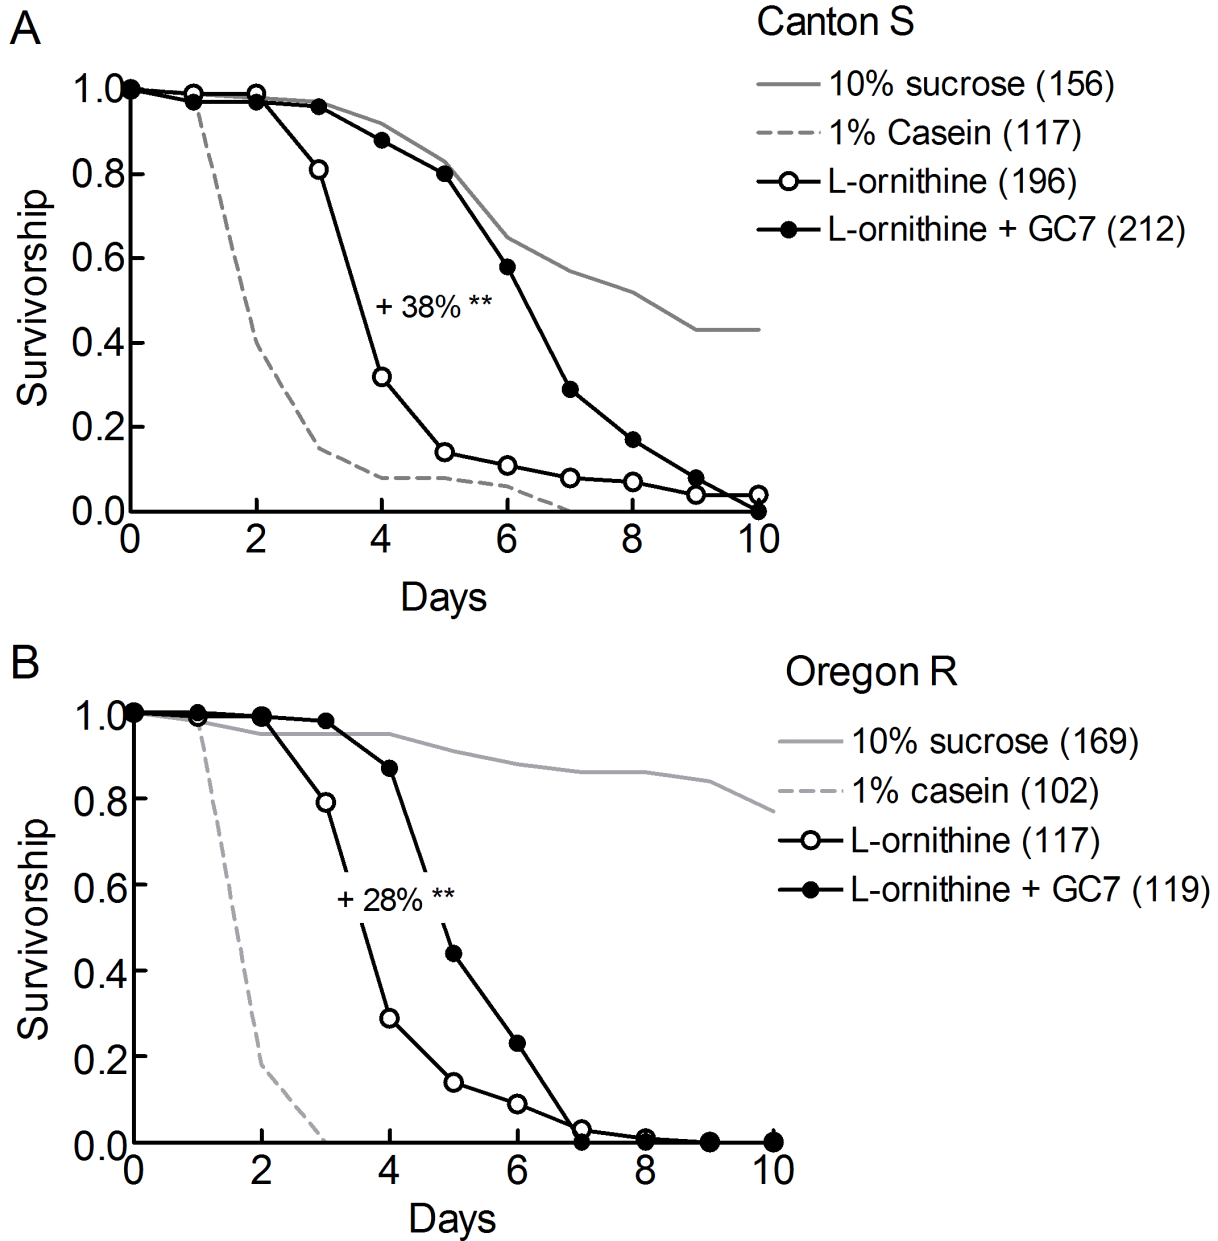 A
Canton S
10% sucrose (156)
1% Casein (117)
L-ornithine (196)
L-ornithine + GC7 (212)
Survivorship
1.0
0.8
0.6
0.4
0.2
0.0
+ 38% **
0 2 4 6 8 10
Days
B
Oregon R
10% sucrose (169)
1% casein (102)
L-ornithine (117)
L-ornithine + GC7 (119)
Survivorship
1.0
0.8
0.6
0.4
0.2
0.0
+ 28% **
0 2 4 6 8 10
Days